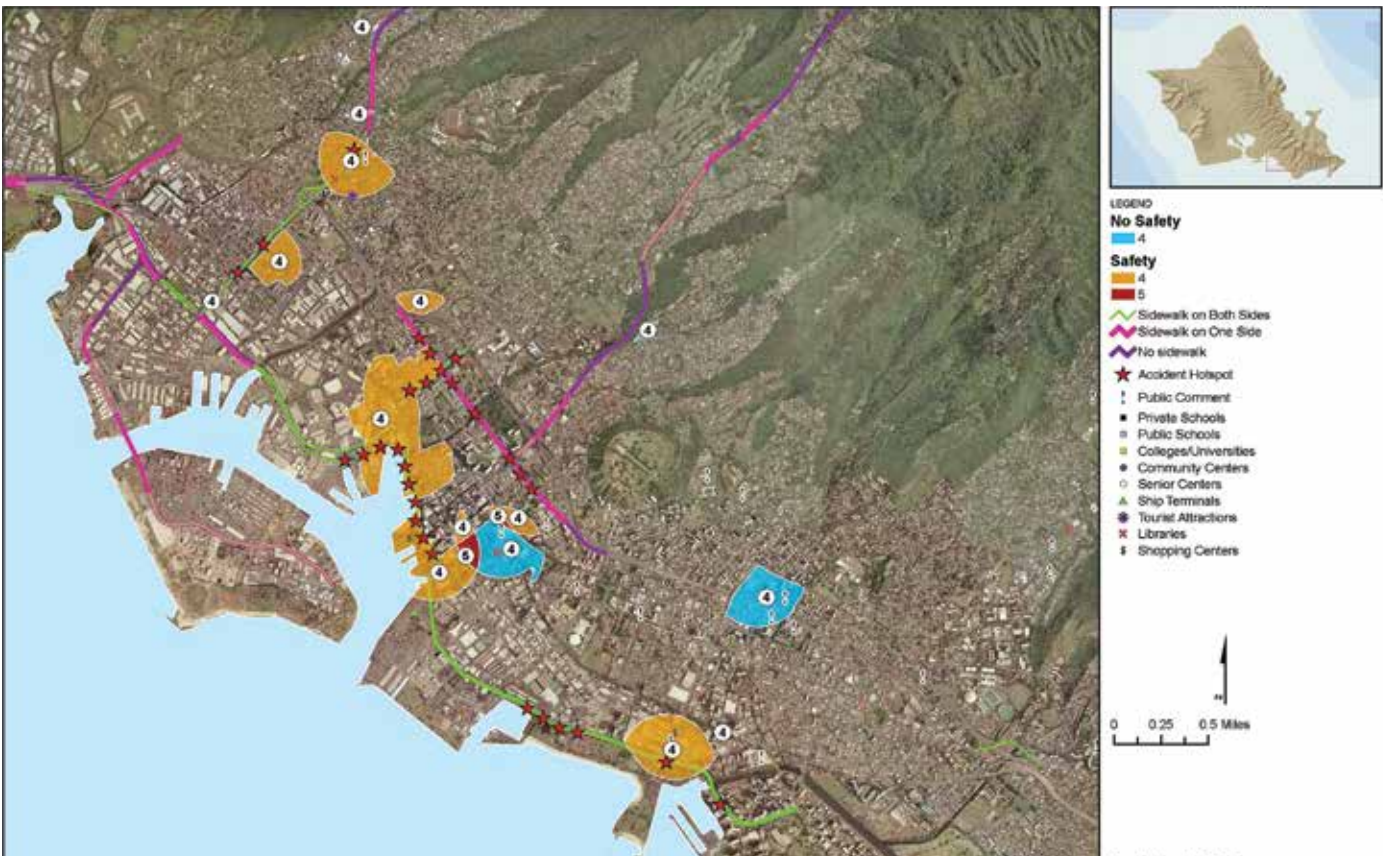 4
4
4
4
4
4
4
4
5
4
4
4
5
4
4
4
4
LEGEND
No Safety
4
Safety
4
5
Sidewalk on Both Sides
Sidewalk on One Side
No sidewalk
Accident Hotspot
Public Comment
Private Schools
Public Schools
Colleges/Universities
Community Centers
Senior Centers
Ship Terminals
Tourist Attractions
Libraries
Shopping Centers
0 0.25 0.5 Miles